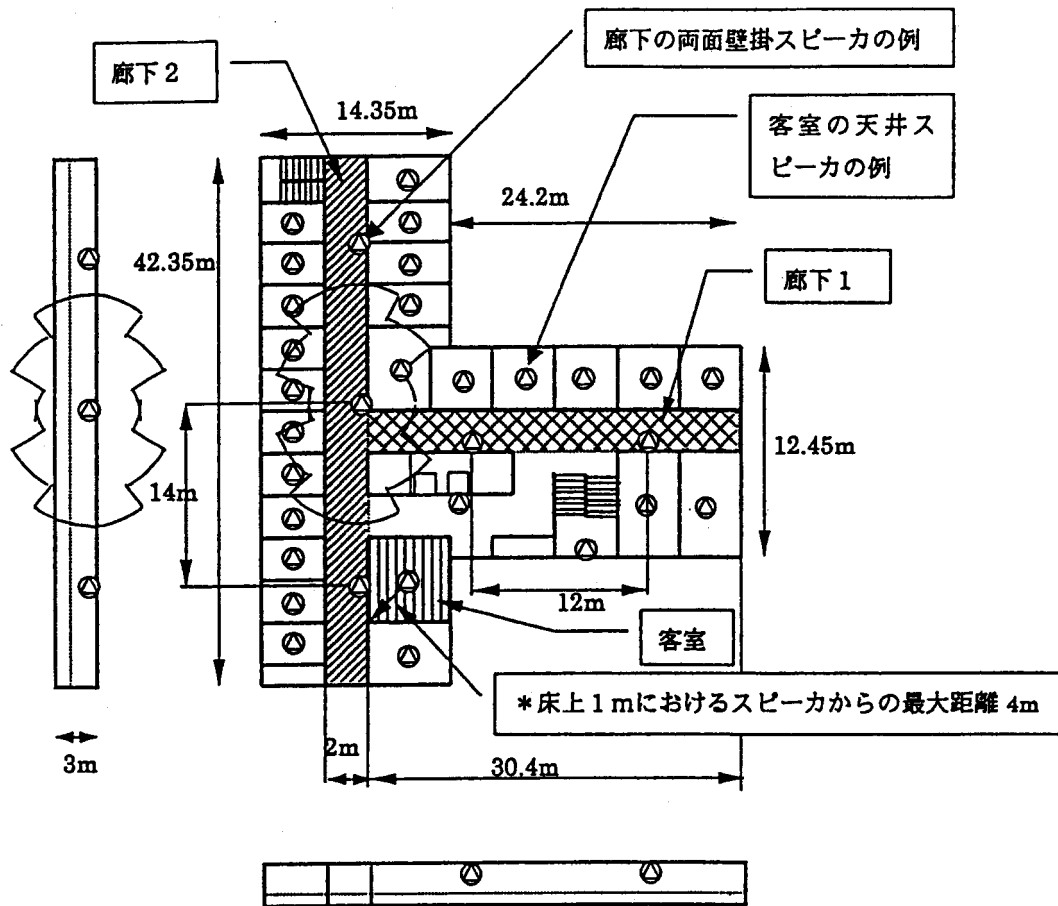 廊下の両面壁掛スピーカの例
廊下2
14.35m
客室の天井ス
ピーカの例
24.2m
42.35m
廊下1
12.45m
14m
12m
客室
*床上1mにおけるスピーカからの最大距離 4m
2m
3m
30.4m